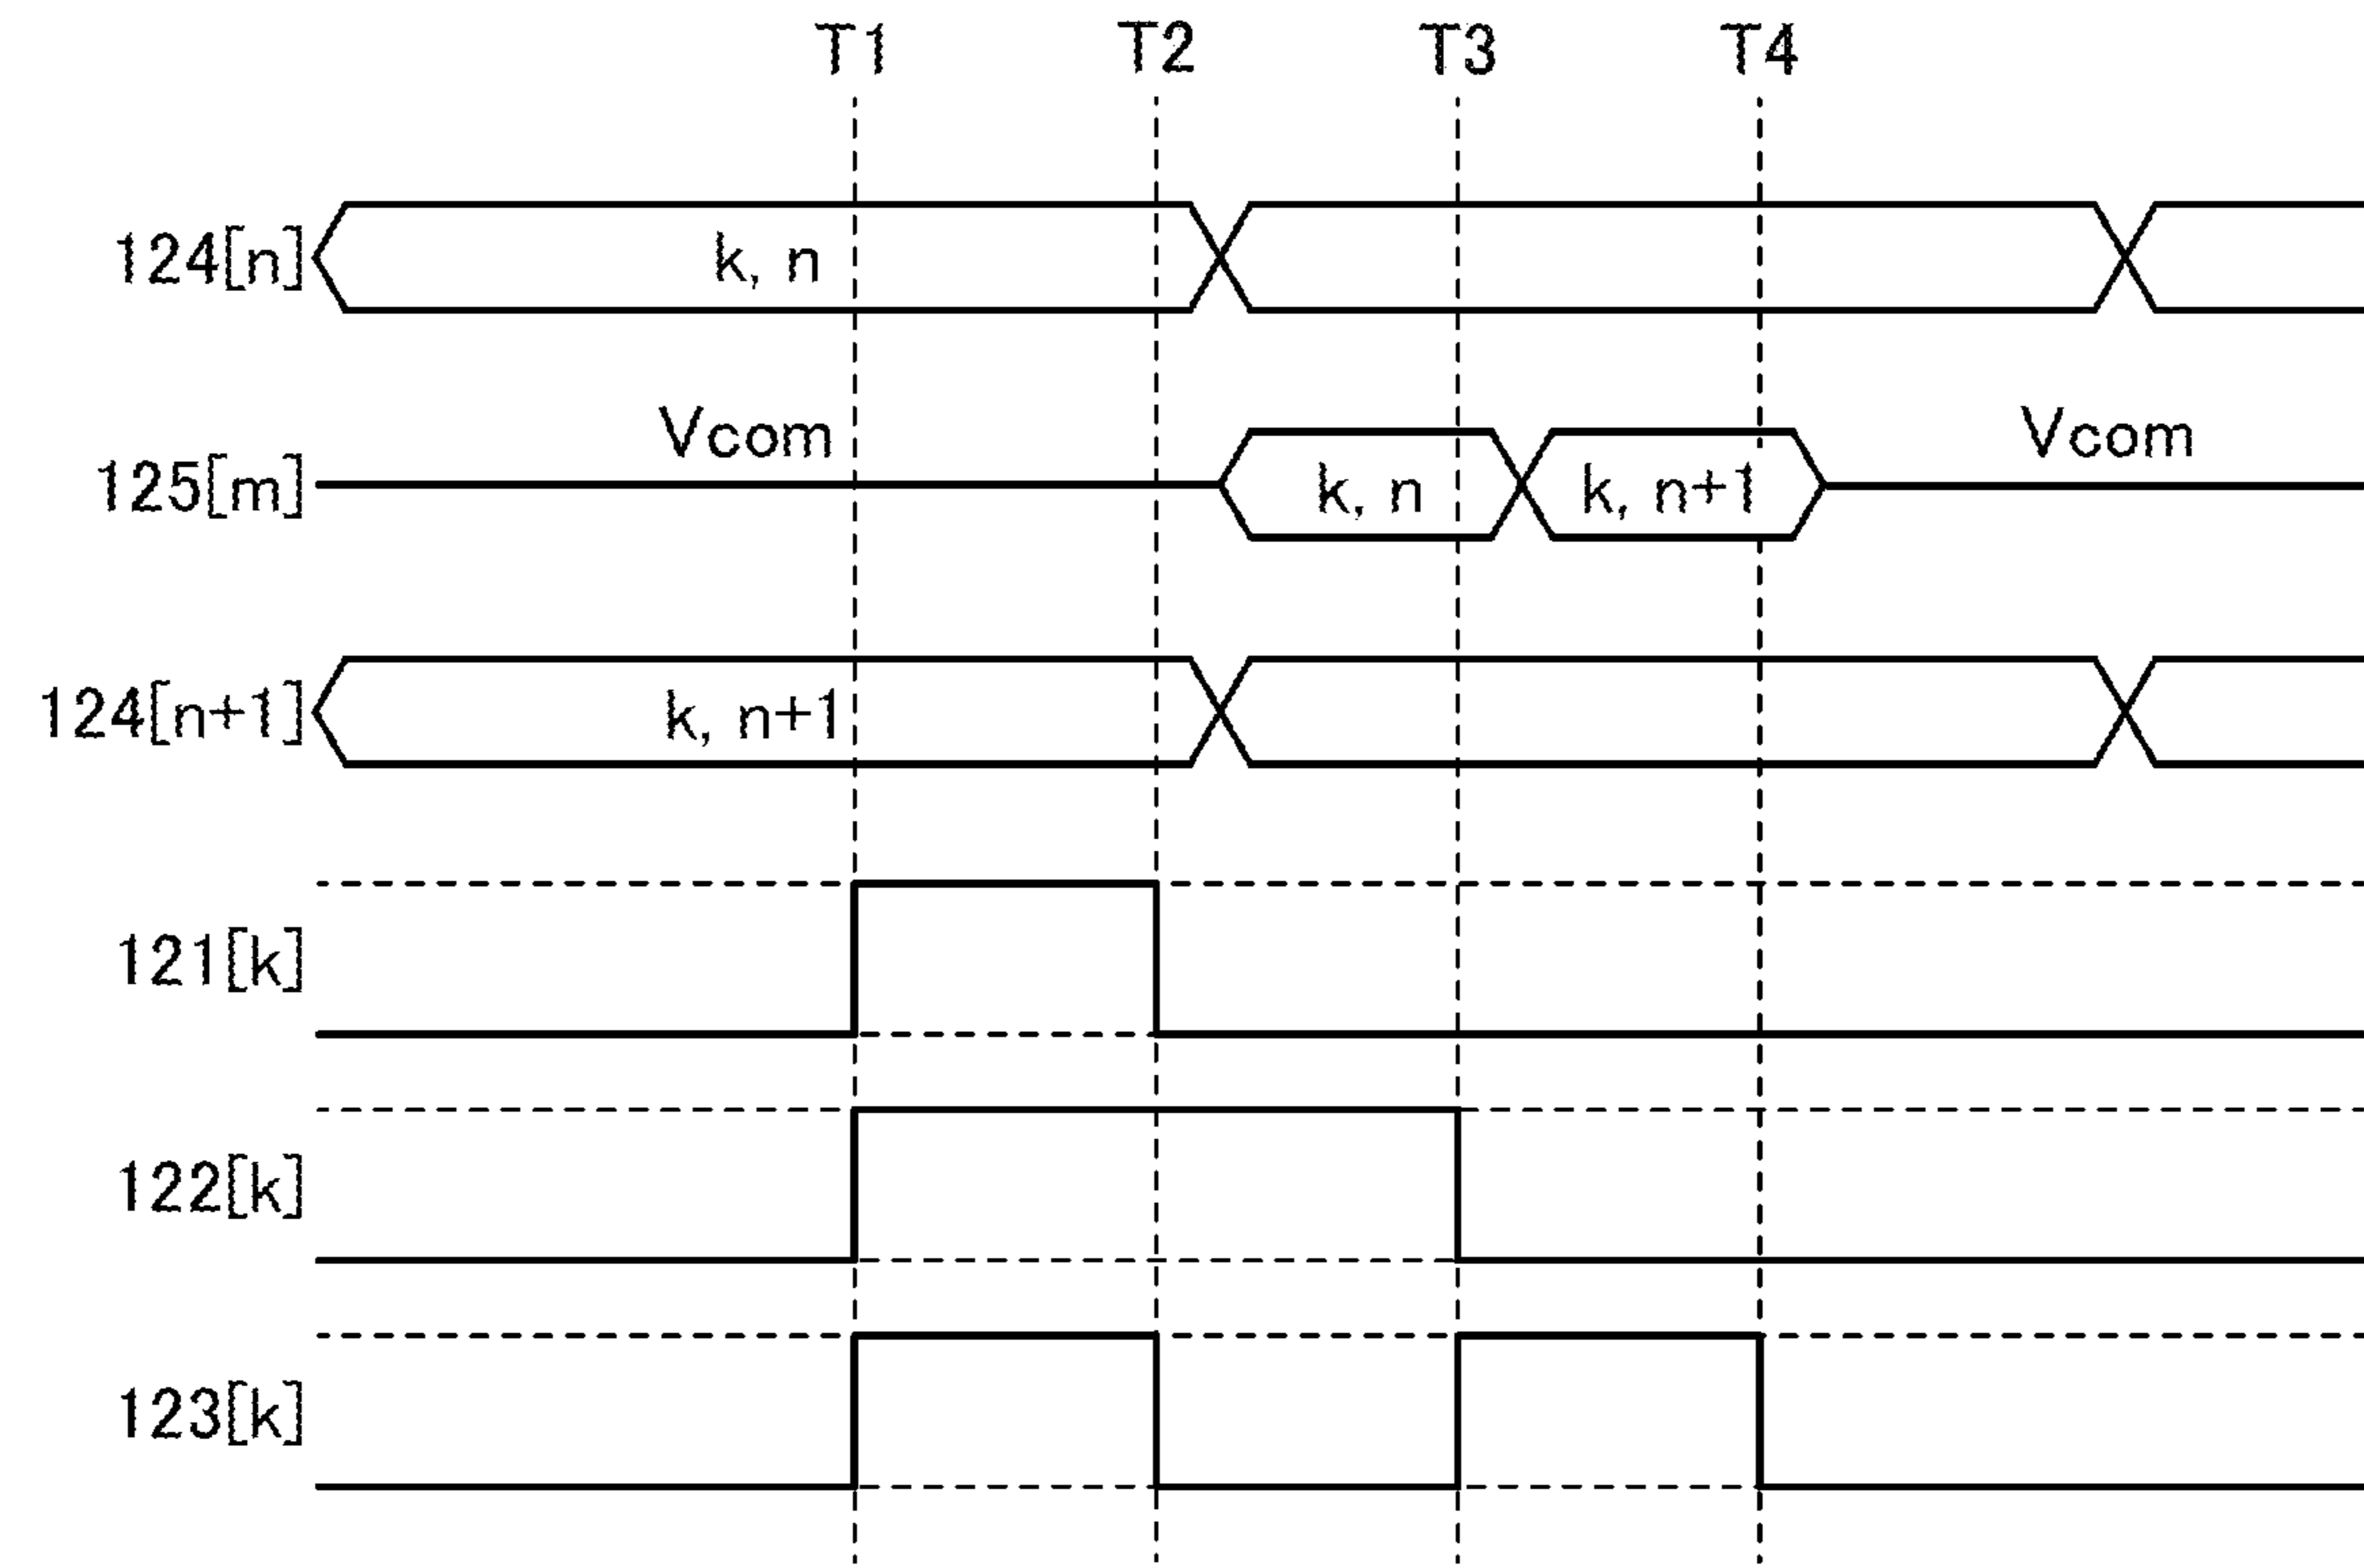 T1 T2 T3 T4
124[n] k, n
Vcom Vcom
125[m] k, n k, n+1
124[n+1] k, n+1
121[k]
122[k]
123[k]